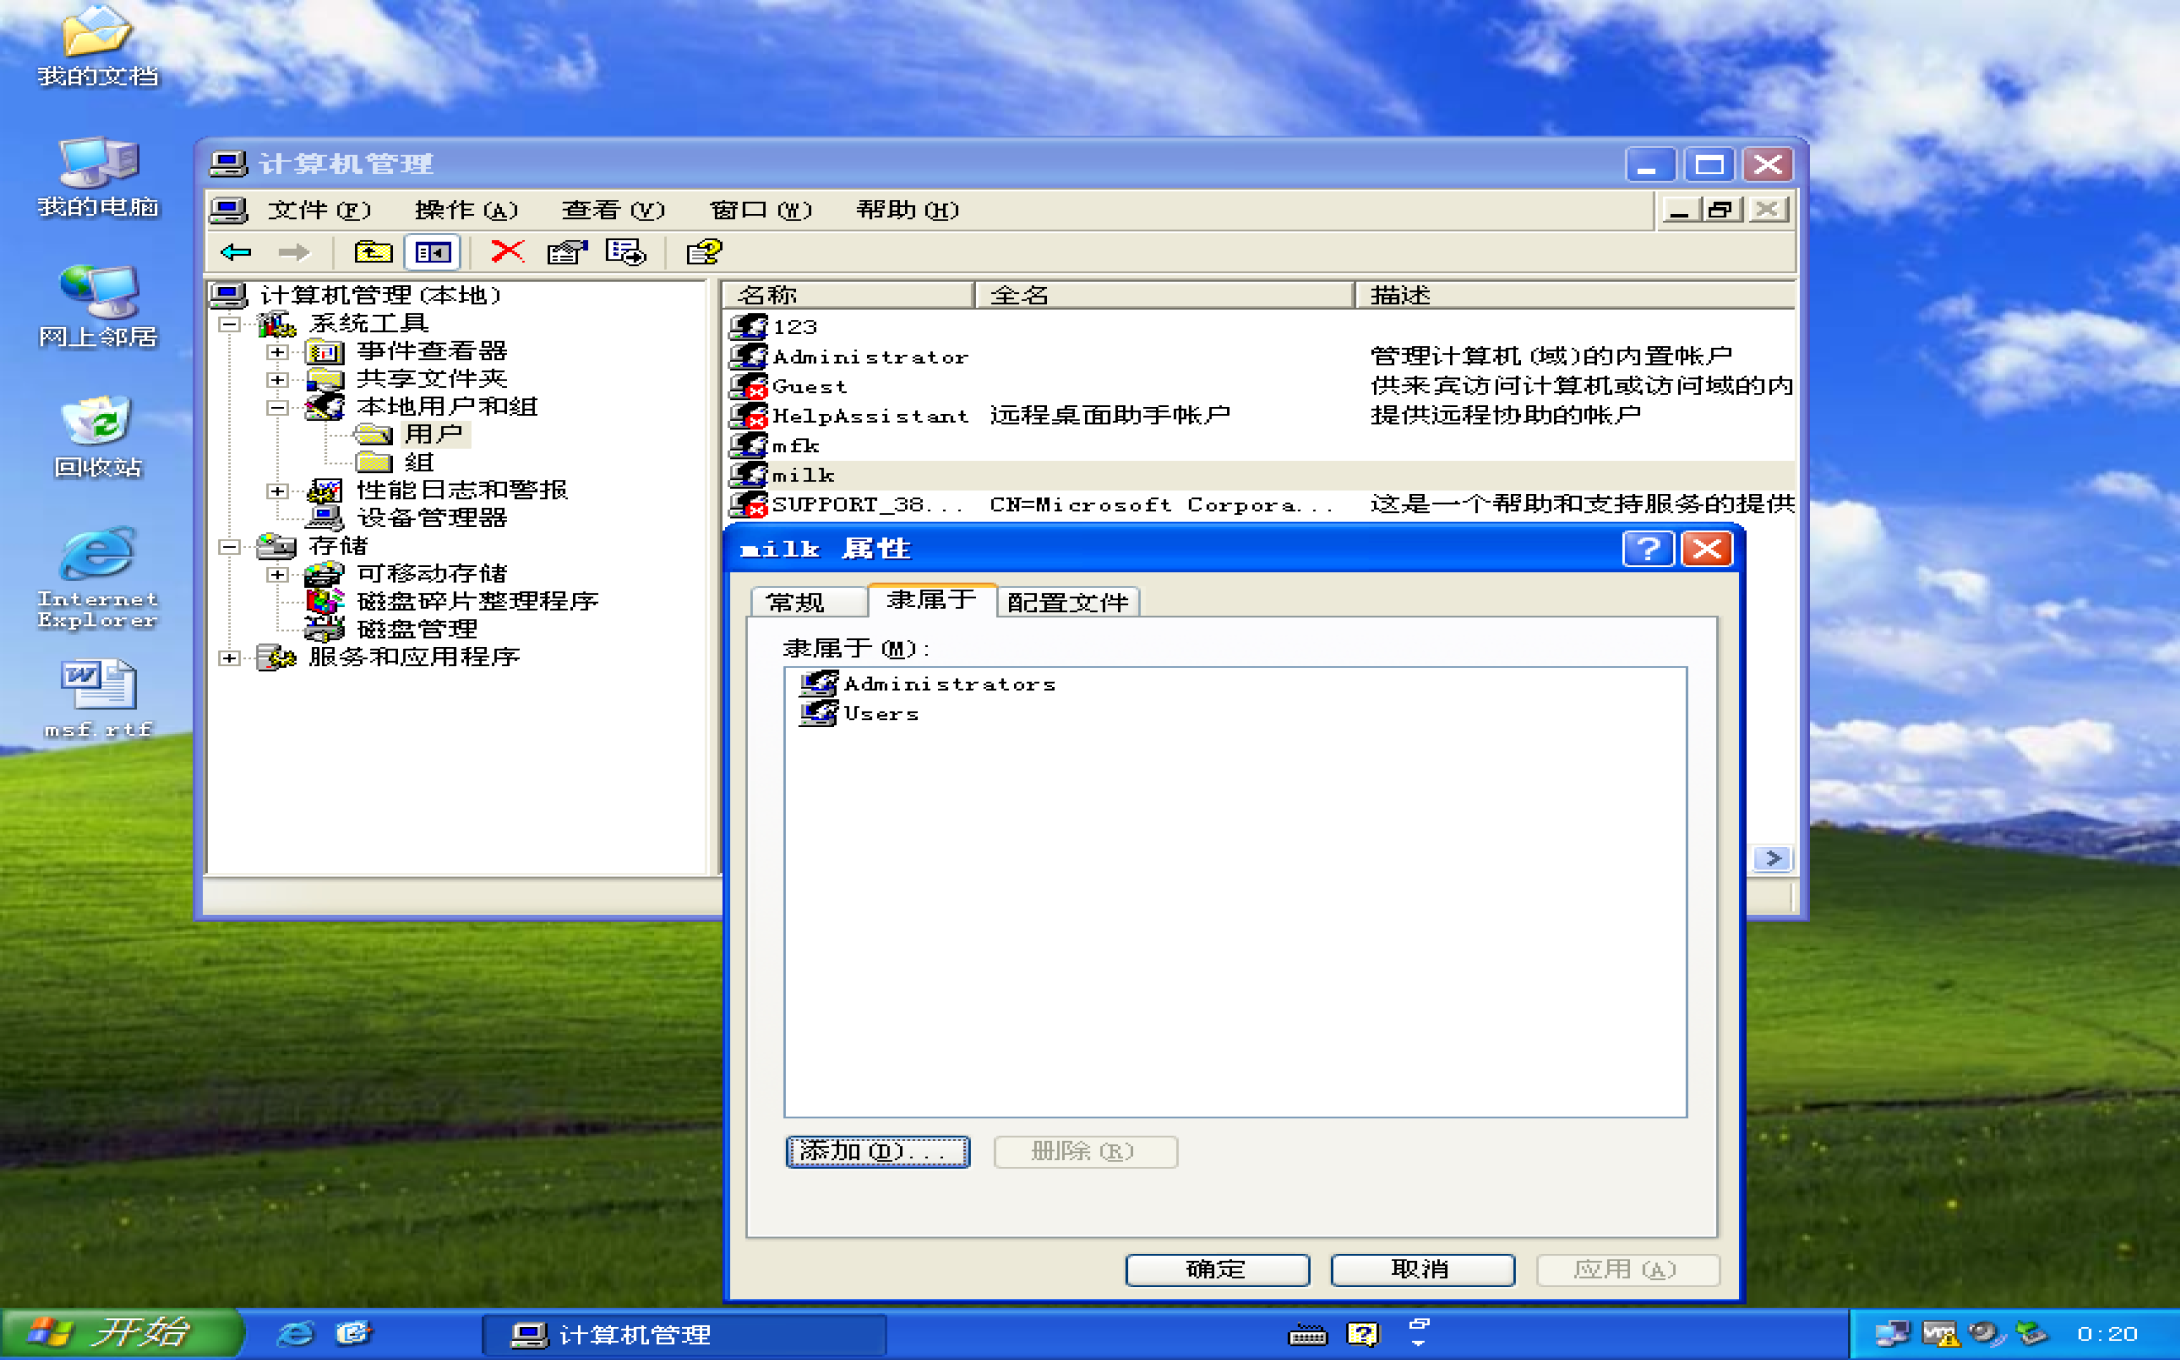 我的文档
我的电脑
网上邻居
回收站
Internet
Explorer
msf.rtf
计算机管理
文件(F) 操作(A) 查看(V) 窗口(W) 帮助(H)
计算机管理(本地)
系统工具
事件查看器
共享文件夹
本地用户和组
用户
组
性能日志和警报
设备管理器
存储
可移动存储
磁盘碎片整理程序
磁盘管理
服务和应用程序
名称 全名 描述
123
Administrator 管理计算机(域)的内置帐户
Guest 供来宾访问计算机或访问域的内
HelpAssistant 远程桌面助手帐户 提供远程协助的帐户
mfk
milk
SUPPORT_38... CN=Microsoft Corpora... 这是一个帮助和支持服务的提供
milk 属性
常规 隶属于 配置文件
隶属于(M):
Administrators
Users
添加(D)... 删除(R)
确定 取消 应用(A)
开始 计算机管理 0:20